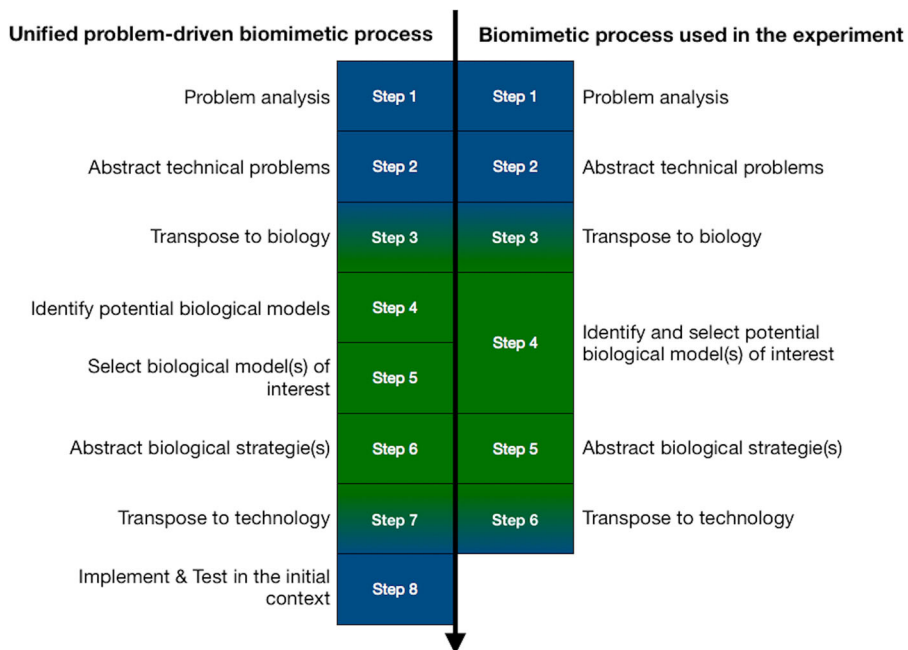 Unified problem-driven biomimetic process
Biomimetic process used in the experiment
Problem analysis
Step 1
Step 1
Problem analysis
Abstract technical problems
Step 2
Step 2
Abstract technical problems
Transpose to biology
Step 3
Step 3
Transpose to biology
Identify potential biological models
Step 4
Step 4
Identify and select potential
biological model(s) of interest
Select biological model(s) of
interest
Step 5
Abstract biological strategie(s)
Step 6
Step 5
Abstract biological strategie(s)
Transpose to technology
Step 7
Step 6
Transpose to technology
Implement & Test in the initial
context
Step 8